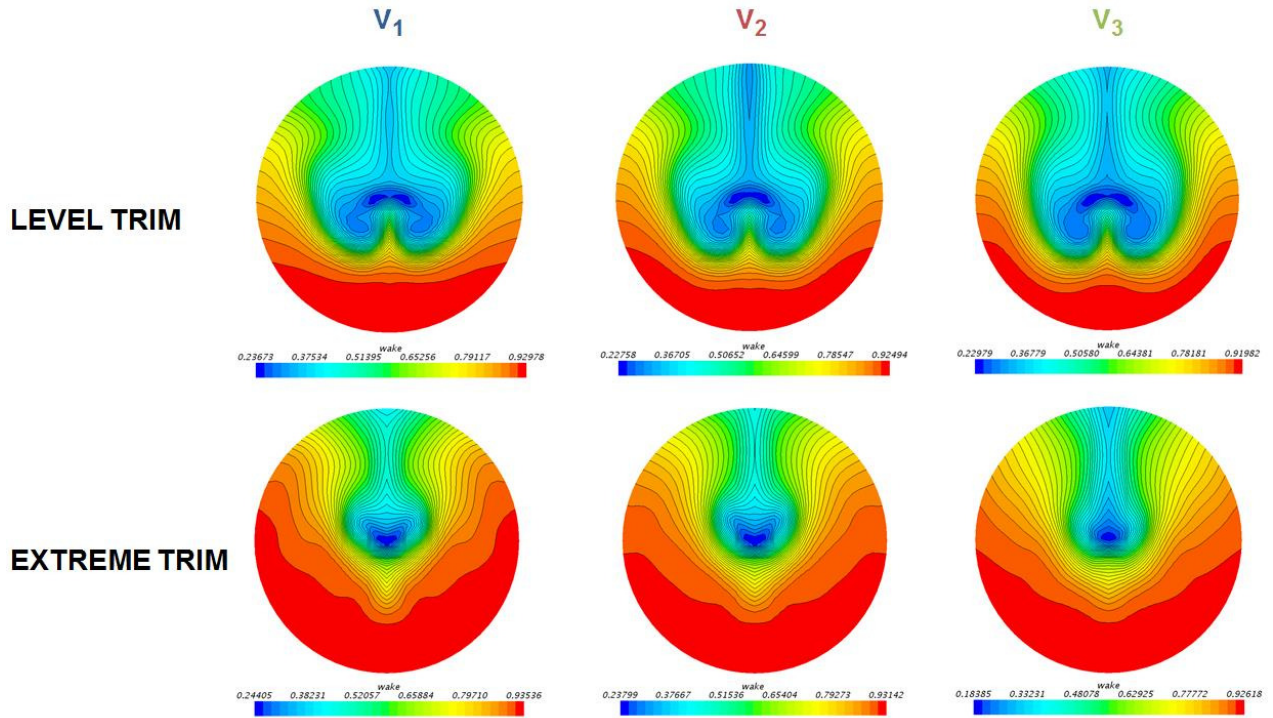 V1 V2 V3
LEVEL TRIM
wake
0.23673 0.37534 0.51395 0.65256 0.79117 0.92978
wake
0.22758 0.36705 0.50652 0.64599 0.78547 0.92494
wake
0.22979 0.36779 0.50580 0.64381 0.78181 0.91982
EXTREME TRIM
wake
0.24405 0.38231 0.52057 0.65884 0.79710 0.93536
wake
0.23799 0.37667 0.51536 0.65404 0.79273 0.93142
wake
0.18385 0.33231 0.48078 0.62925 0.77772 0.92618